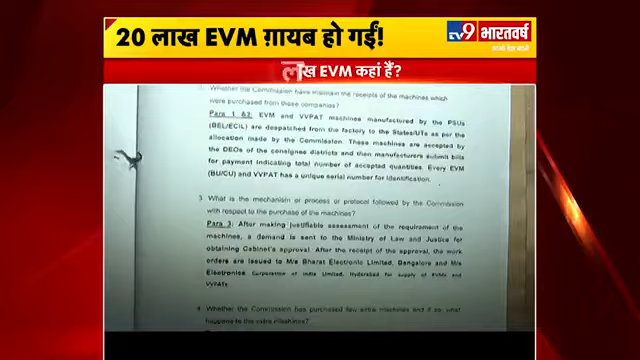 20 लाख EVM ग़ायब हो गईं!
TV9 भारतवर्ष
लाख EVM कहां हैं?
Whether the Commission have maintain the receipts of the machines which
were purchased from these companies?
Para 1 &3: EVM and VVPAT machines manufactured by the PSUs
(BEL/ECIL) are despatched from the factory to the States/UTs as per the
allocation made by the Commission. These machines are accepted by
the DEOs of the consignee districts and then manufacturers submit bills
for payment indicating total number of accepted quantities. Every EVM
(BU/CU) and VVPAT has a unique serial number for identification.
3. What is the mechanism or process or protocol followed by the Commission
with respect to the purchase of the machines?
Para 3: After making justifiable assessment of the requirement of the
machines, a demand is sent to the Ministry of Law and Justice for
obtaining Cabinet's approval. After the receipt of the approval, the work
orders are issued to M/s Bharat Electronic Limited, Bangalore and M/s
Electronics Corporation of India Limited, Hyderabad for supply of EVMs and
VVPATs
4. Whether the Commission has purchased few extra machines and if so, what
happens to the extra machines?